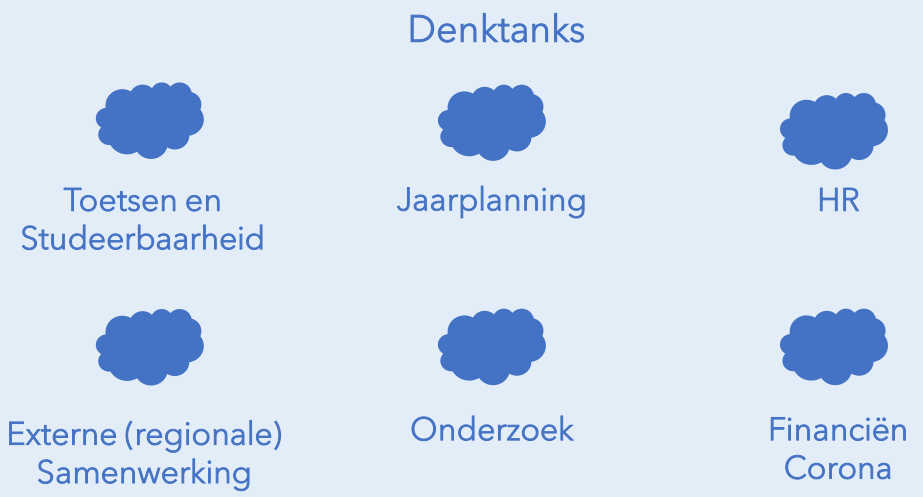 Denktanks
Toetsen en
Studeerbaarheid
Jaarplanning
HR
Externe (regionale)
Samenwerking
Onderzoek
Financiën
Corona